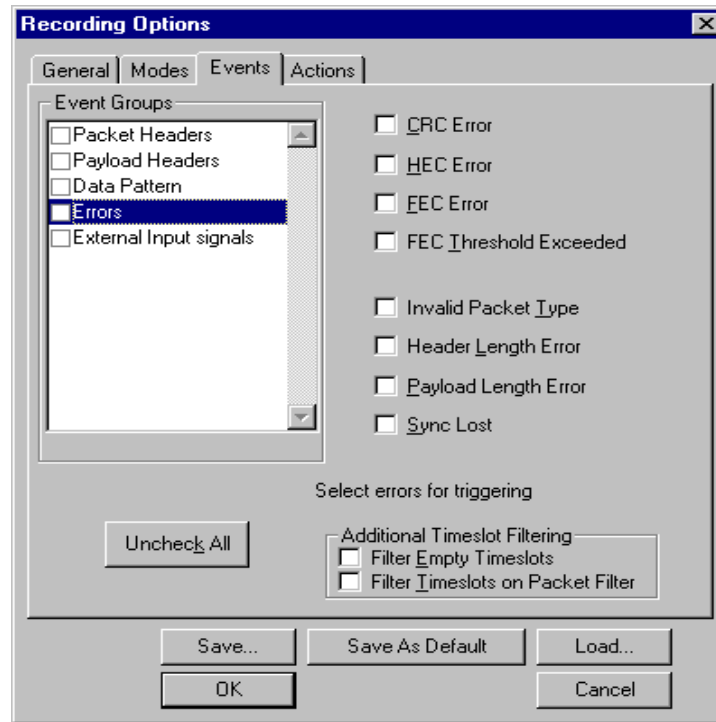 Recording Options
General Modes Events Actions
Event Groups
Packet Headers
Payload Headers
Data Pattern
Errors
External Input signals
CRC Error
HEC Error
FEC Error
FEC Threshold Exceeded
Invalid Packet Type
Header Length Error
Payload Length Error
Sync Lost
Select errors for triggering
Uncheck All
Additional Timeslot Filtering
Filter Empty Timeslots
Filter Timeslots on Packet Filter
Save... Save As Default Load...
OK Cancel